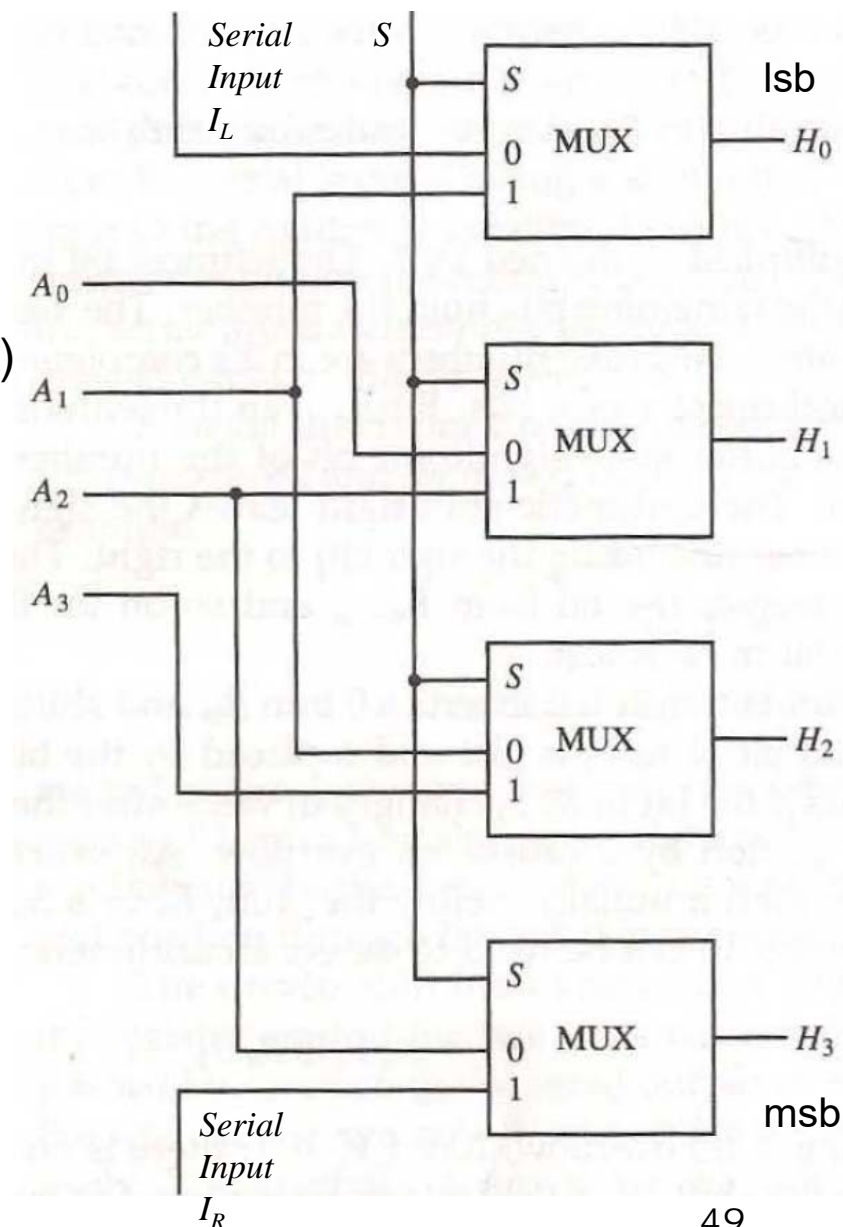 Serial S
Input
I_L
S lsb
0 MUX H_0
1
A_0
)
A_1 S
0 MUX H_1
A_2 1
A_3
S
0 MUX H_2
1
S
0 MUX H_3
1
Serial msb
Input
I_R
49